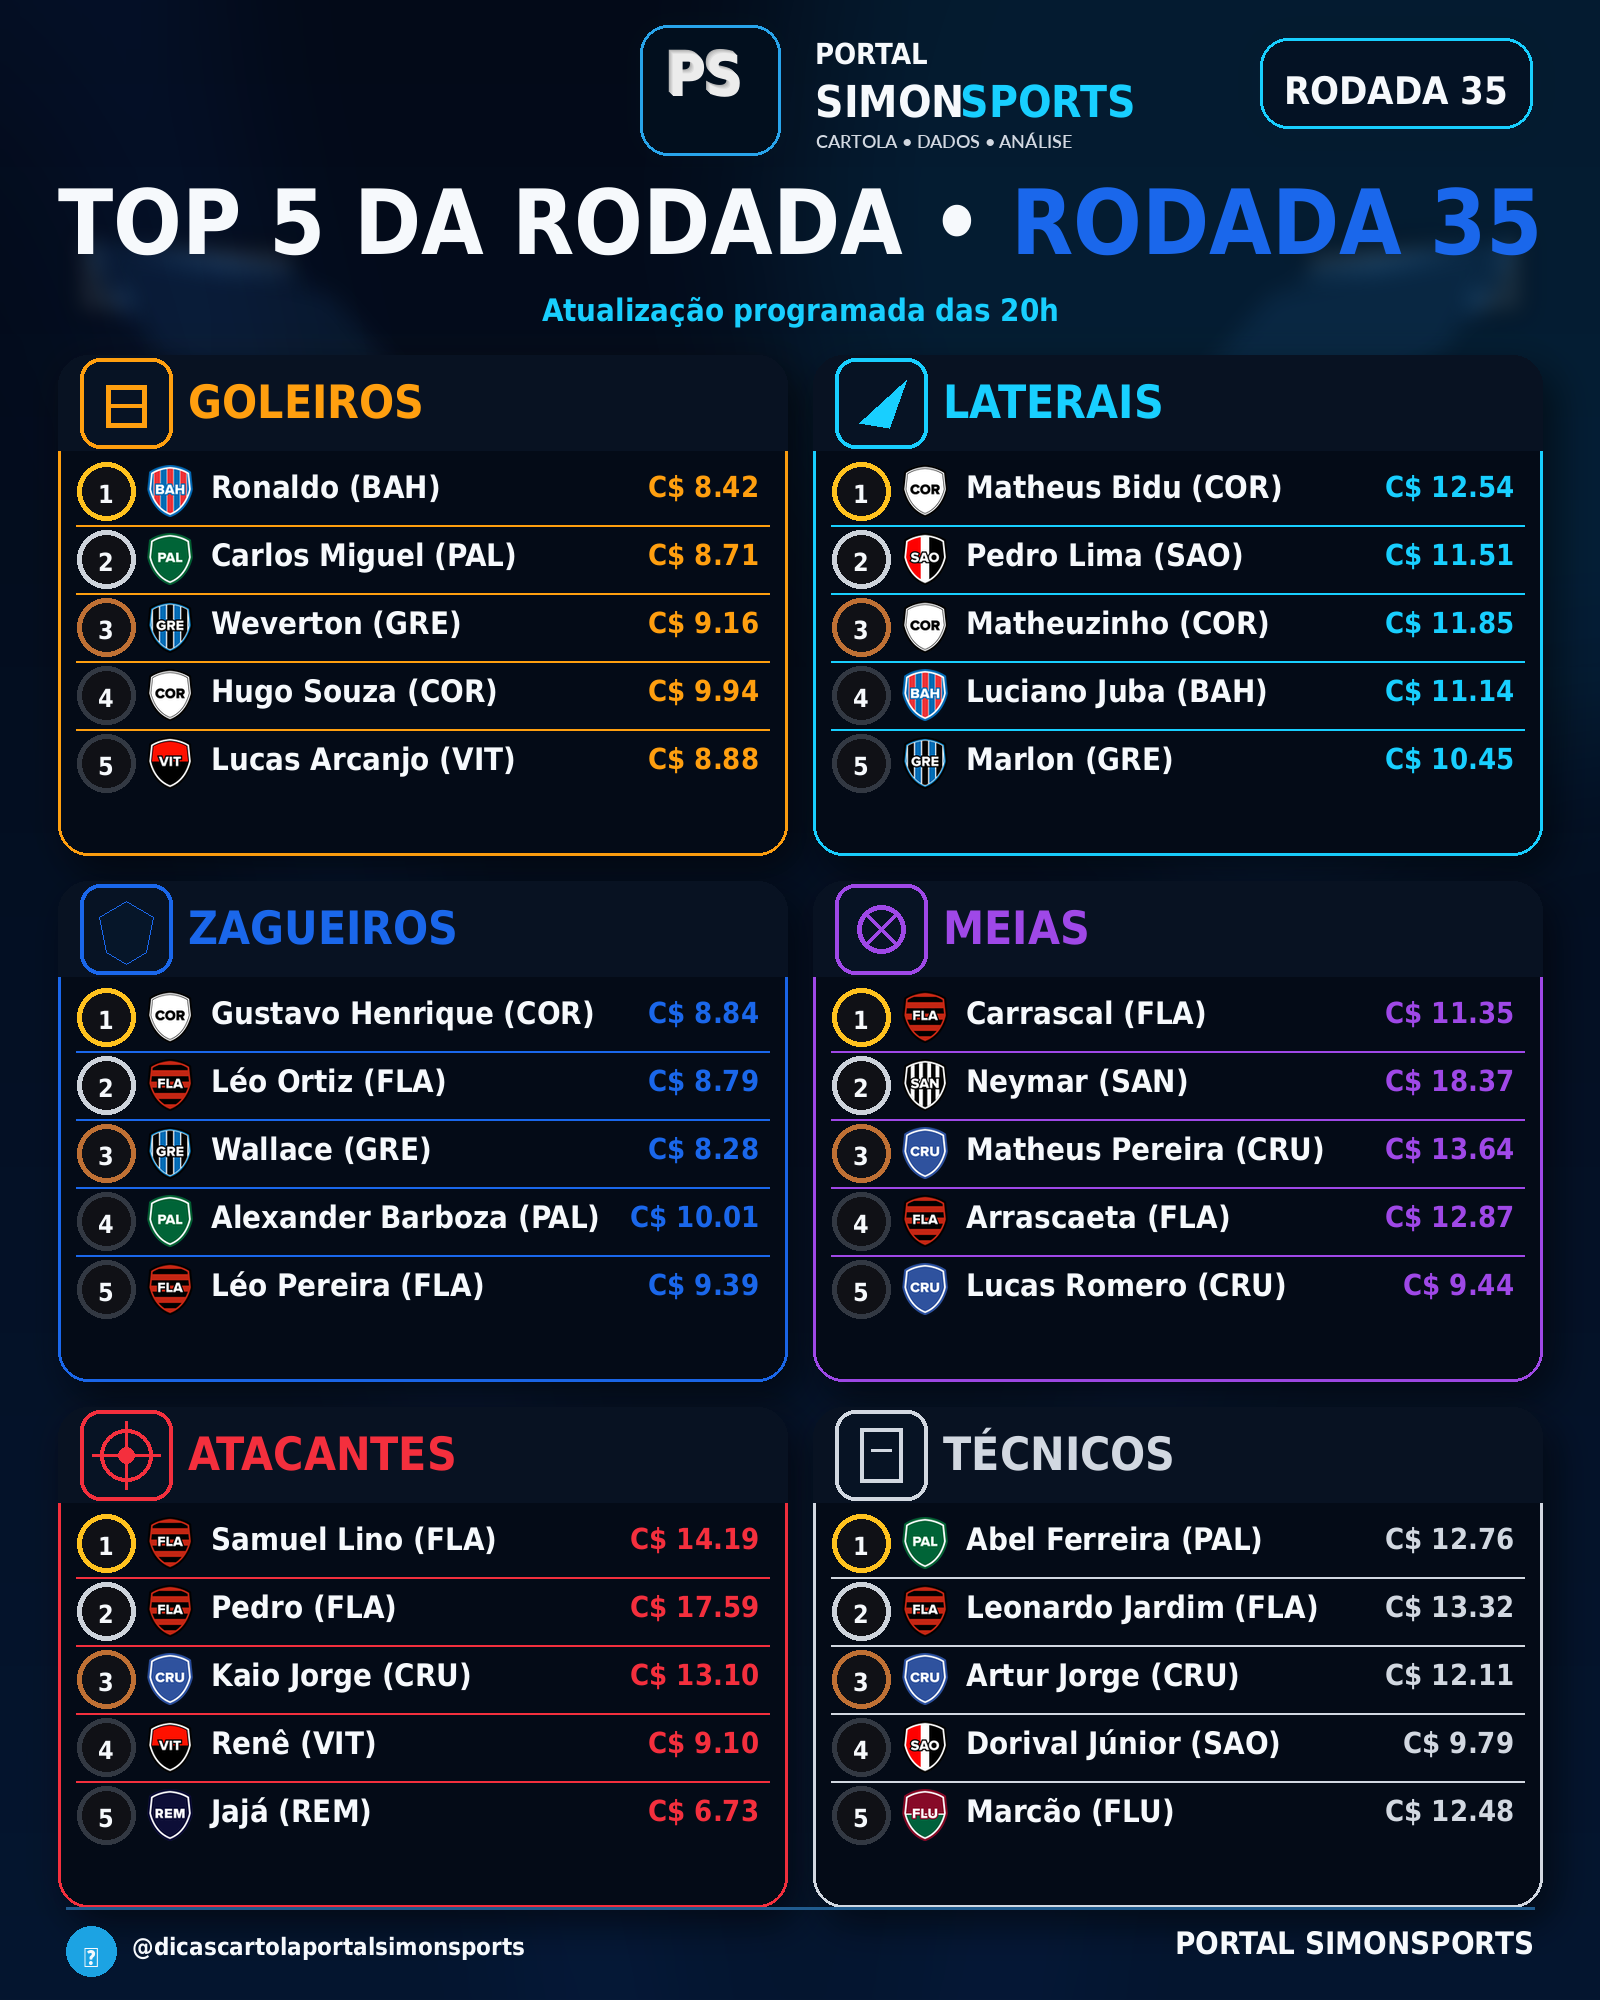 PS
PORTAL
SIMONSPORTS
CARTOLA • DADOS • ANÁLISE
RODADA 35
TOP 5 DA RODADA • RODADA 35
Atualização programada das 20h
GOLEIROS
1 BAH Ronaldo (BAH) C$ 8.42
2 PAL Carlos Miguel (PAL) C$ 8.71
3 GRE Weverton (GRE) C$ 9.16
4 COR Hugo Souza (COR) C$ 9.94
5 VIT Lucas Arcanjo (VIT) C$ 8.88
LATERAIS
1 COR Matheus Bidu (COR) C$ 12.54
2 SAO Pedro Lima (SAO) C$ 11.51
3 COR Matheuzinho (COR) C$ 11.85
4 BAH Luciano Juba (BAH) C$ 11.14
5 GRE Marlon (GRE) C$ 10.45
ZAGUEIROS
1 COR Gustavo Henrique (COR) C$ 8.84
2 FLA Léo Ortiz (FLA) C$ 8.79
3 GRE Wallace (GRE) C$ 8.28
4 PAL Alexander Barboza (PAL) C$ 10.01
5 FLA Léo Pereira (FLA) C$ 9.39
MEIAS
1 FLA Carrascal (FLA) C$ 11.35
2 SAN Neymar (SAN) C$ 18.37
3 CRU Matheus Pereira (CRU) C$ 13.64
4 FLA Arrascaeta (FLA) C$ 12.87
5 CRU Lucas Romero (CRU) C$ 9.44
ATACANTES
1 FLA Samuel Lino (FLA) C$ 14.19
2 FLA Pedro (FLA) C$ 17.59
3 CRU Kaio Jorge (CRU) C$ 13.10
4 VIT Renê (VIT) C$ 9.10
5 REM Jajá (REM) C$ 6.73
TÉCNICOS
1 PAL Abel Ferreira (PAL) C$ 12.76
2 FLA Leonardo Jardim (FLA) C$ 13.32
3 CRU Artur Jorge (CRU) C$ 12.11
4 SAO Dorival Júnior (SAO) C$ 9.79
5 FLU Marcão (FLU) C$ 12.48
@dicascartolaportalsimonsports
PORTAL SIMONSPORTS